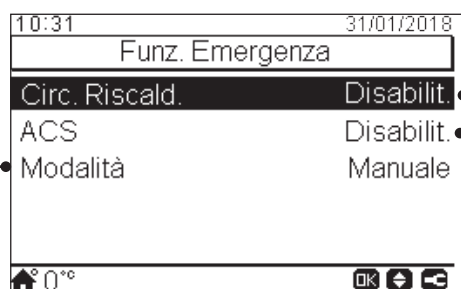 10:31 31/01/2018
Funz. Emergenza
Circ. Riscald. Disabilit.
ACS Disabilit.
Modalità Manuale
0°C OK